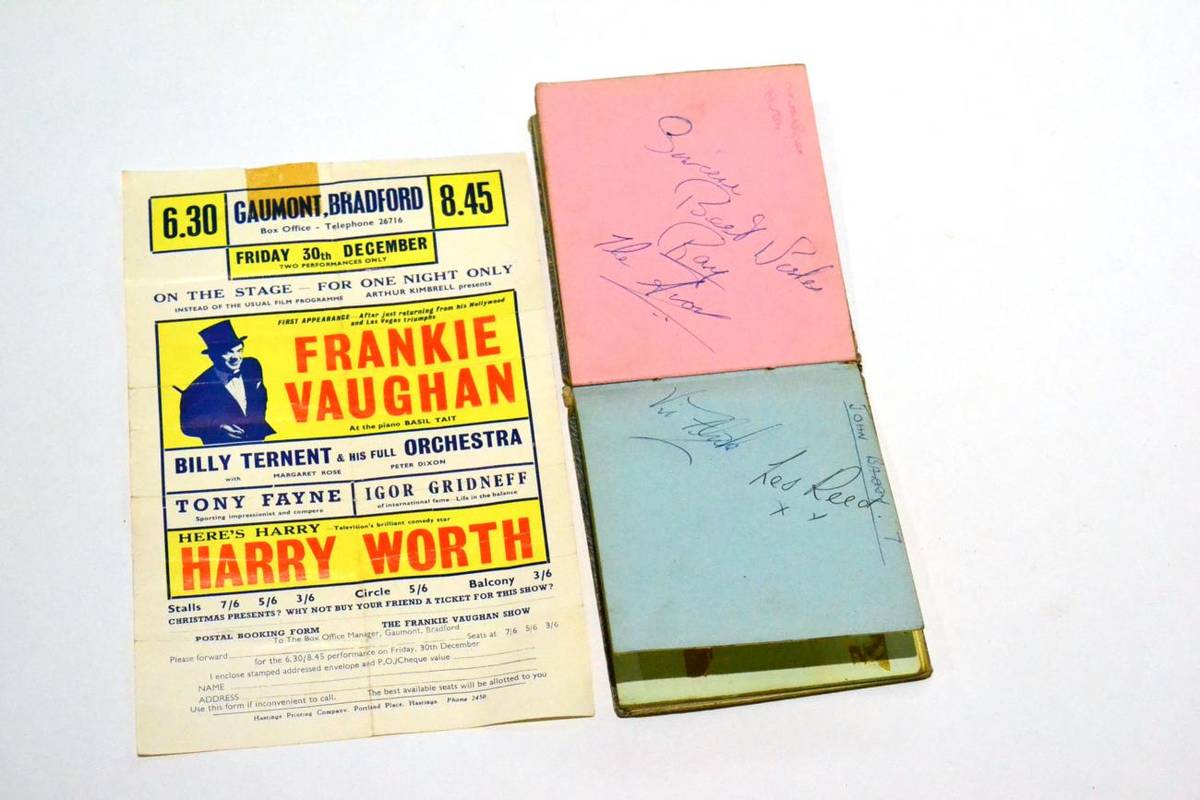 6.30
GAUMONT, BRADFORD
8.45
Box Office - Telephone 26716
FRIDAY 30th DECEMBER
TWO PERFORMANCES ONLY
ON THE STAGE — FOR ONE NIGHT ONLY
INSTEAD OF THE USUAL FILM PROGRAMME ARTHUR KIMBRELL presents
FIRST APPEARANCE—After just returning from his Hollywood
and Las Vegas triumphs
FRANKIE
VAUGHAN
At the piano BASIL TAIT
BILLY TERNENT & HIS FULL ORCHESTRA
with MARGARET ROSE PETER DIXON
TONY FAYNE
Sporting impressionist and compere
IGOR GRIDNEFF
of international fame—Life in the balance
HERE'S HARRY —Television's brilliant comedy star
HARRY WORTH
Stalls 7/6 5/6 3/6 Circle 5/6 Balcony 3/6
CHRISTMAS PRESENTS? WHY NOT BUY YOUR FRIEND A TICKET FOR THIS SHOW?
POSTAL BOOKING FORM THE FRANKIE VAUGHAN SHOW
To The Box Office Manager, Gaumont, Bradford
Please forward Seats at 7/6 5/6 3/6
for the 6.30/8.45 performance on Friday, 30th December
I enclose stamped addressed envelope and P.O./Cheque value
NAME
ADDRESS
Use this form if inconvenient to call. The best available seats will be allotted to you
Hastings Printing Company, Portland Place, Hastings. Phone 2450
Best Wishes
Ray
Vic Flick
Les Reed.
x x
JOHN BARRY 7